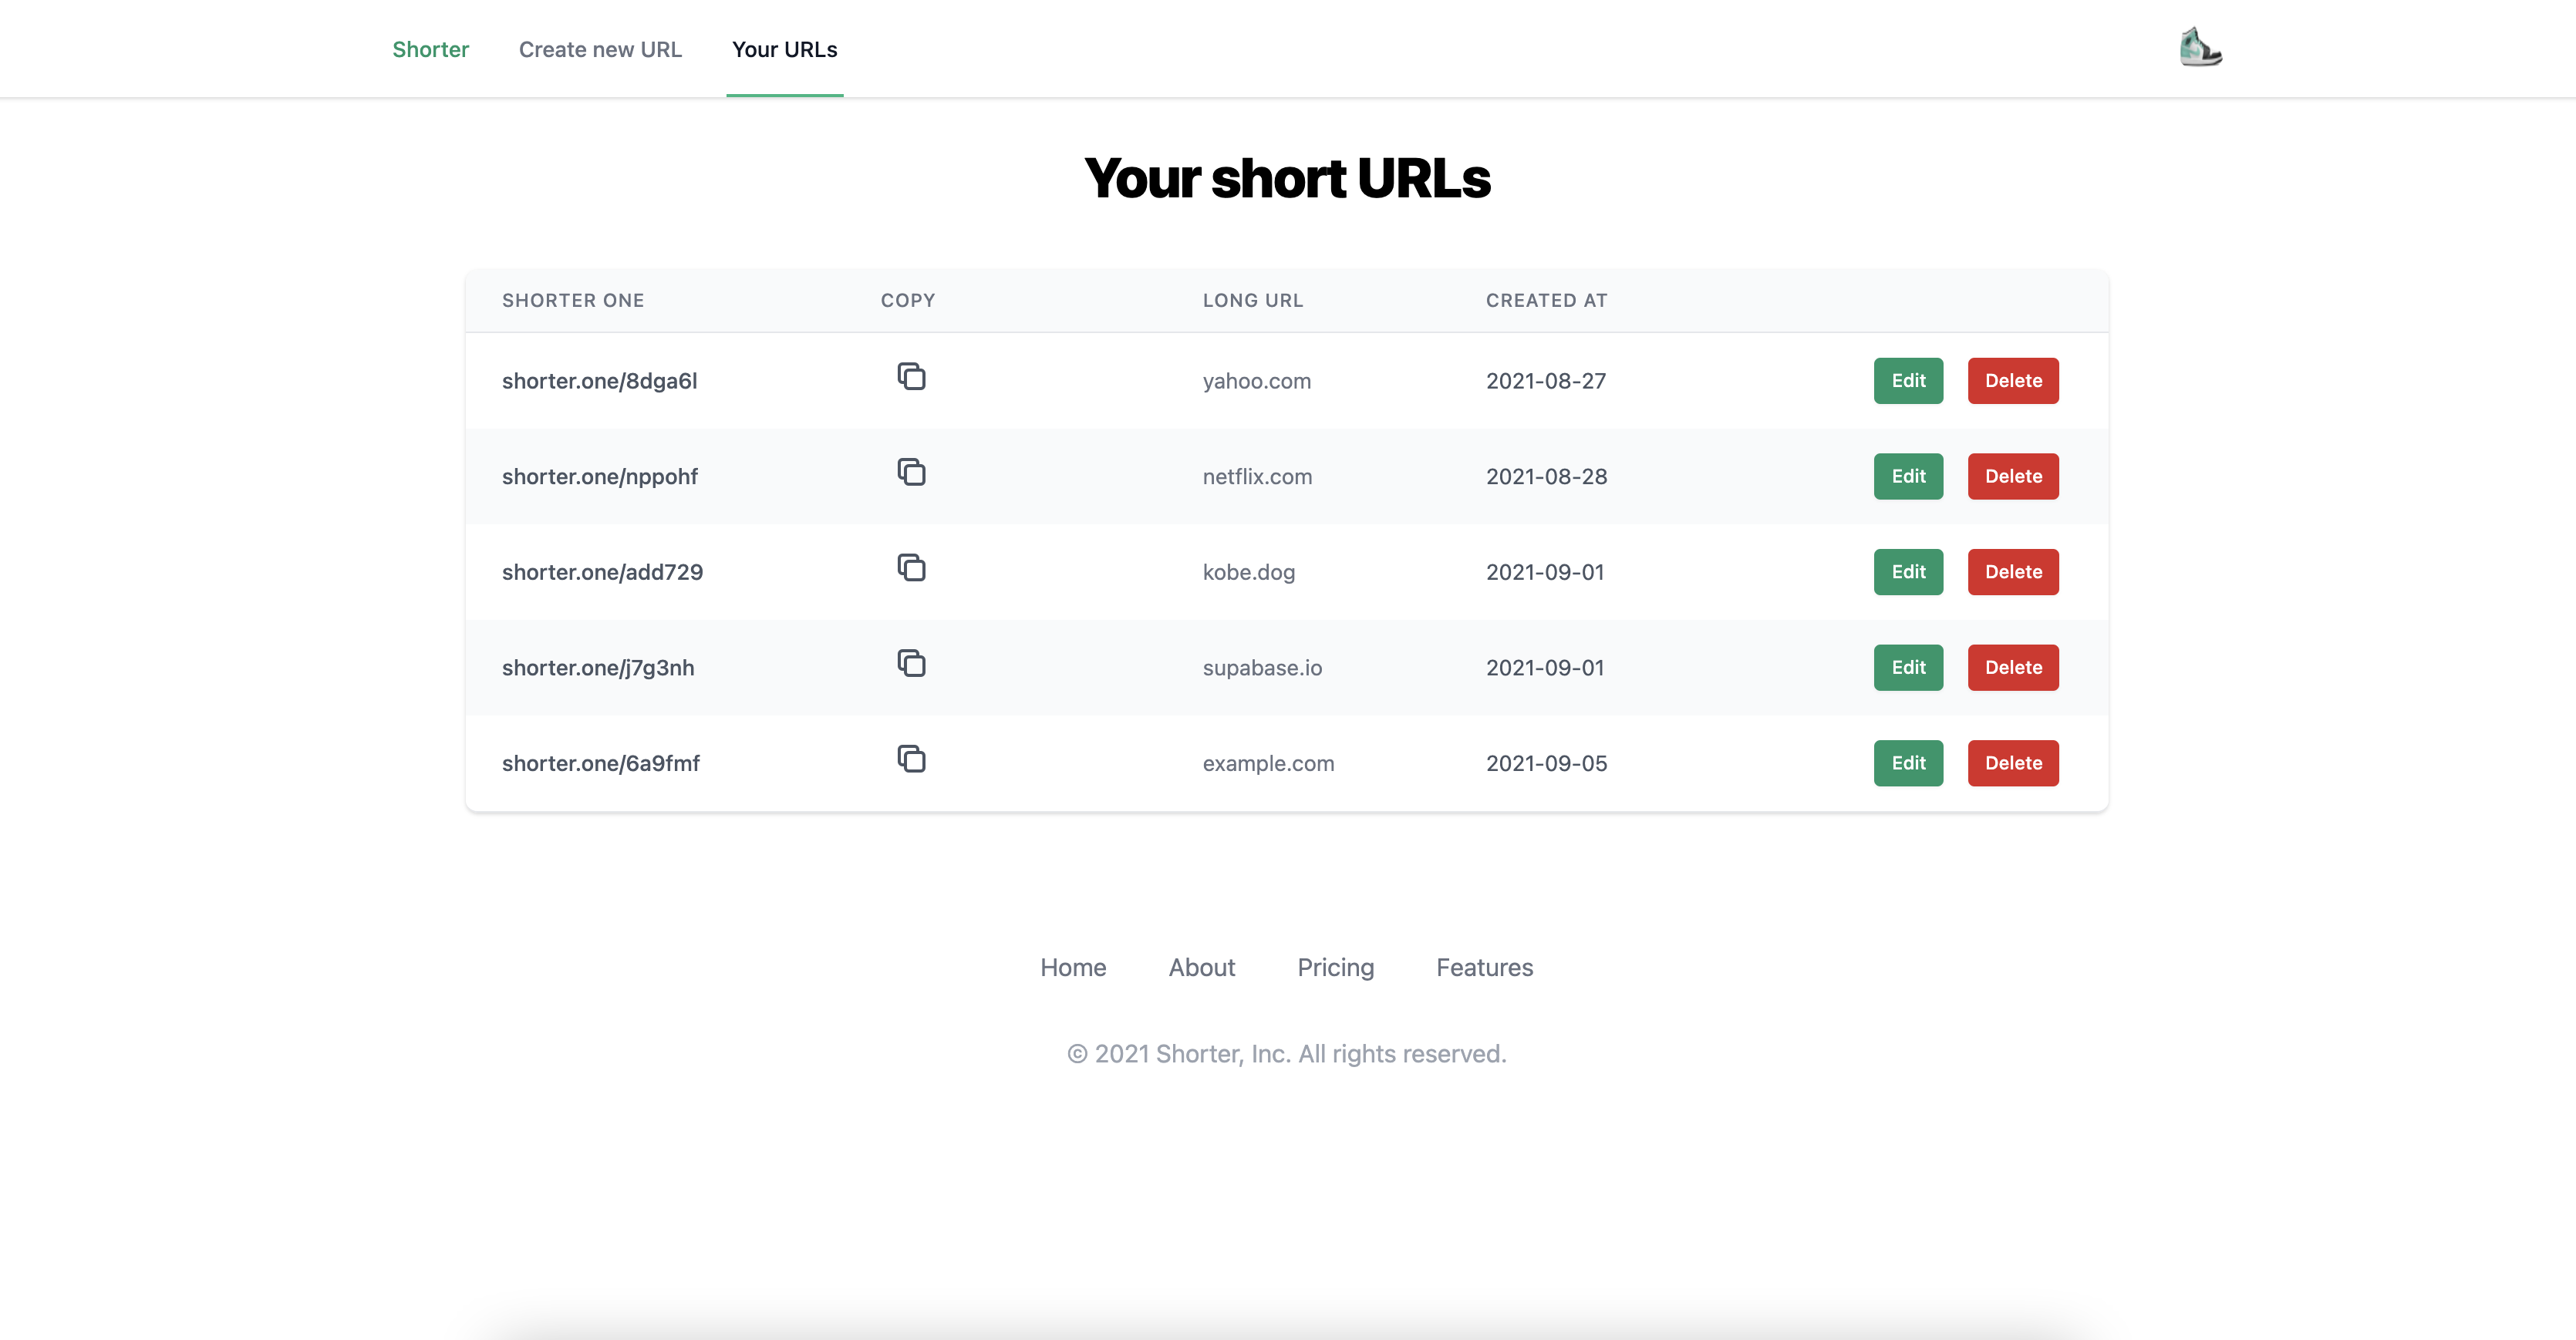 Shorter Create new URL Your URLs
Your short URLs
SHORTER ONE COPY LONG URL CREATED AT
shorter.one/8dga6l yahoo.com 2021-08-27 Edit Delete
shorter.one/nppohf netflix.com 2021-08-28 Edit Delete
shorter.one/add729 kobe.dog 2021-09-01 Edit Delete
shorter.one/j7g3nh supabase.io 2021-09-01 Edit Delete
shorter.one/6a9fmf example.com 2021-09-05 Edit Delete
Home About Pricing Features
© 2021 Shorter, Inc. All rights reserved.